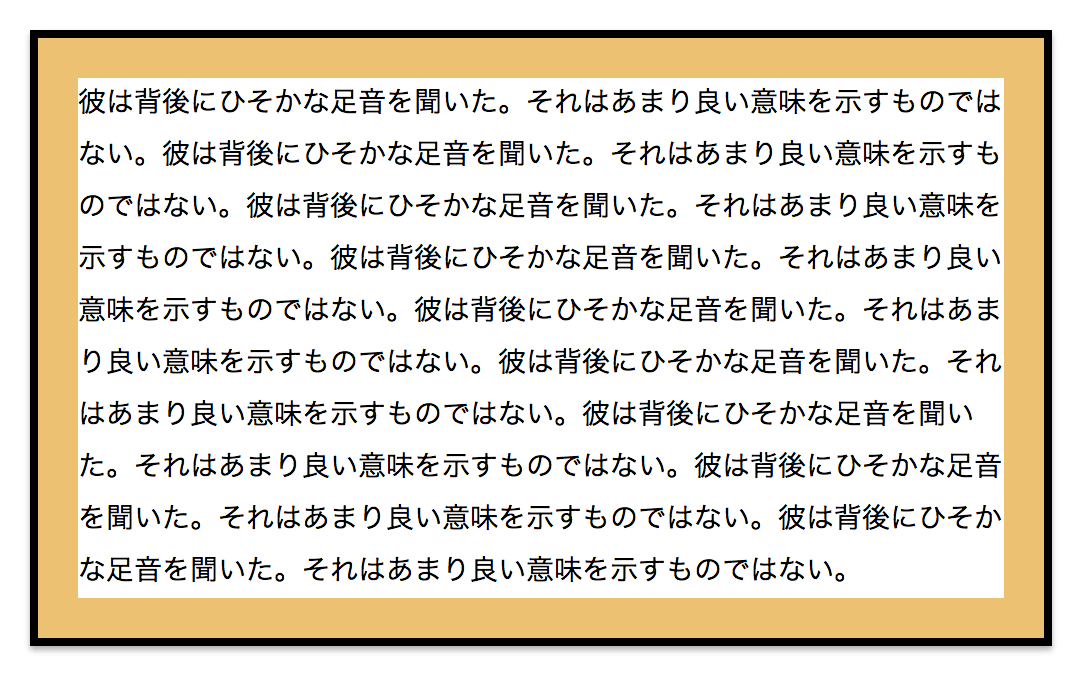 彼は背後にひそかな足音を聞いた。それはあまり良い意味を示すものでは
ない。彼は背後にひそかな足音を聞いた。それはあまり良い意味を示すも
のではない。彼は背後にひそかな足音を聞いた。それはあまり良い意味を
示すものではない。彼は背後にひそかな足音を聞いた。それはあまり良い
意味を示すものではない。彼は背後にひそかな足音を聞いた。それはあま
り良い意味を示すものではない。彼は背後にひそかな足音を聞いた。それ
はあまり良い意味を示すものではない。彼は背後にひそかな足音を聞い
た。それはあまり良い意味を示すものではない。彼は背後にひそかな足音
を聞いた。それはあまり良い意味を示すものではない。彼は背後にひそか
な足音を聞いた。それはあまり良い意味を示すものではない。